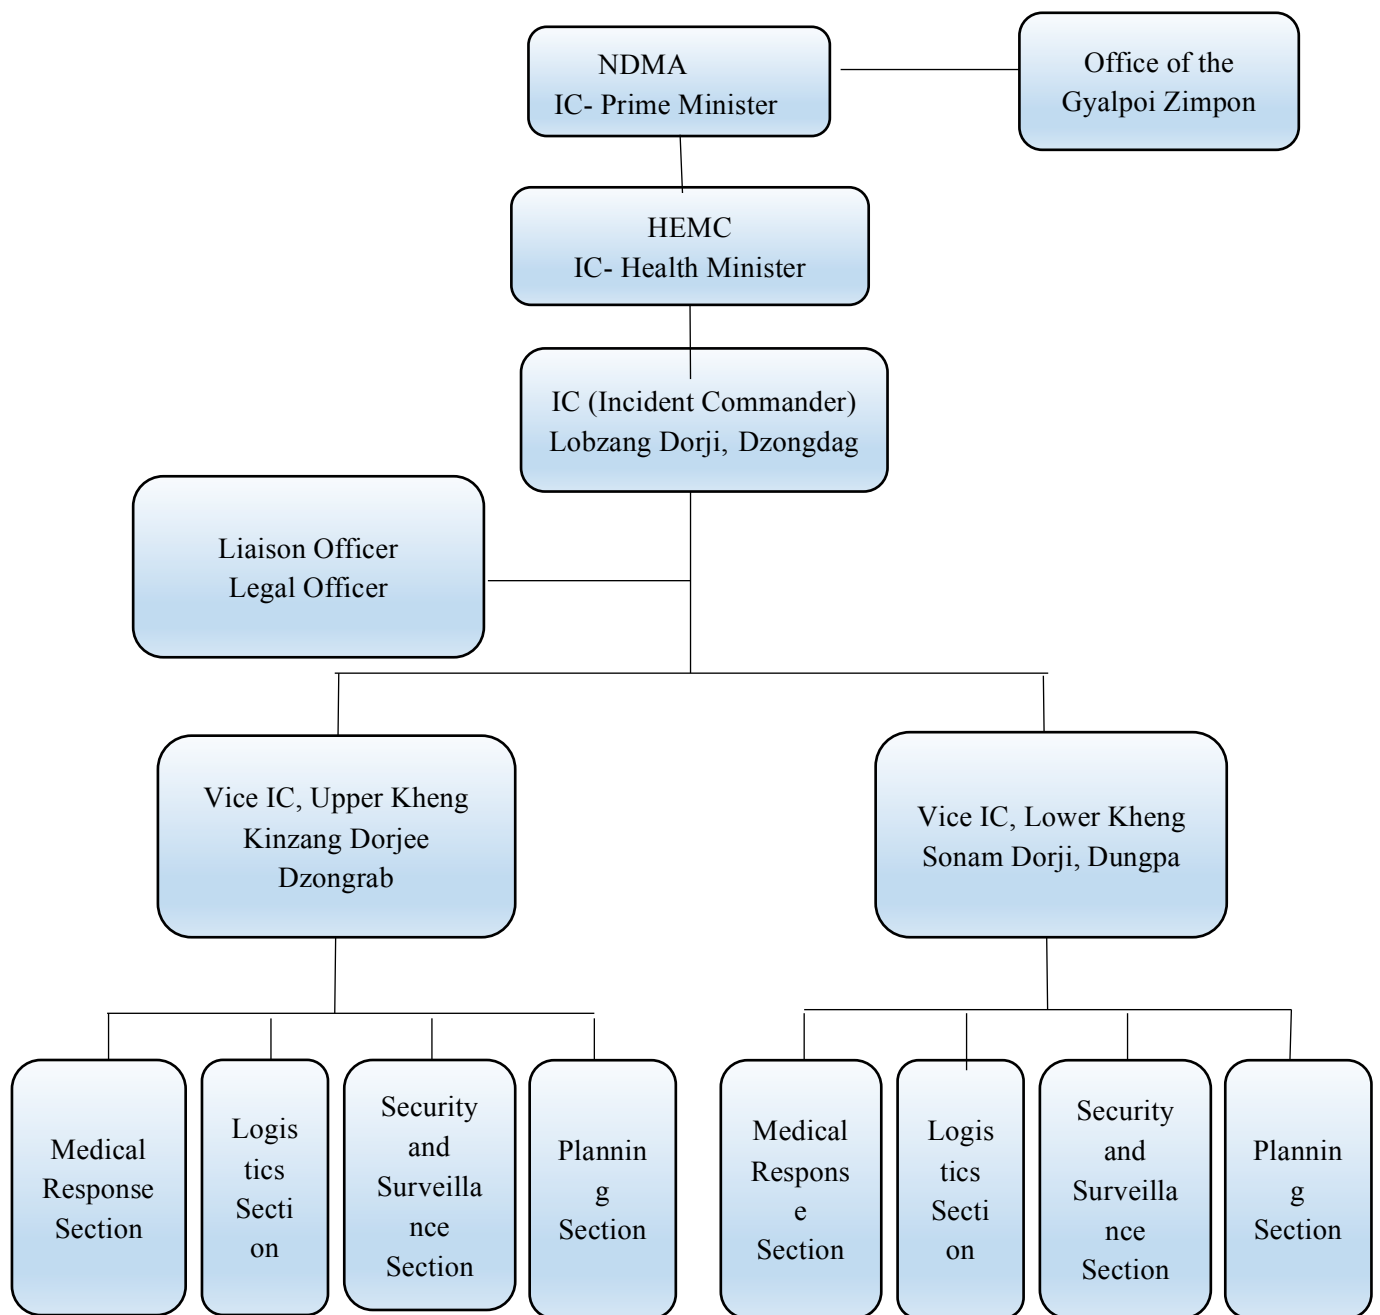 NDMA
IC- Prime Minister
Office of the
Gyalpoi Zimpon
HEMC
IC- Health Minister
IC (Incident Commander)
Lobzang Dorji, Dzongdag
Liaison Officer
Legal Officer
Vice IC, Upper Kheng
Kinzang Dorjee
Dzongrab
Vice IC, Lower Kheng
Sonam Dorji, Dungpa
Medical
Response
Section
Logis
tics
Secti
on
Security
and
Surveilla
nce
Section
Plannin
g
Section
Medical
Respons
e
Section
Logis
tics
Secti
on
Security
and
Surveilla
nce
Section
Plannin
g
Section